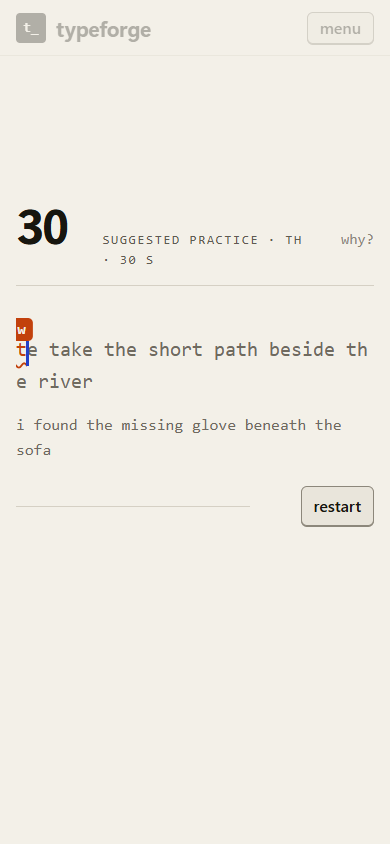 t_ typeforge menu
30 SUGGESTED PRACTICE · TH why?
· 30 S
w
te take the short path beside th
e river
i found the missing glove beneath the
sofa
restart